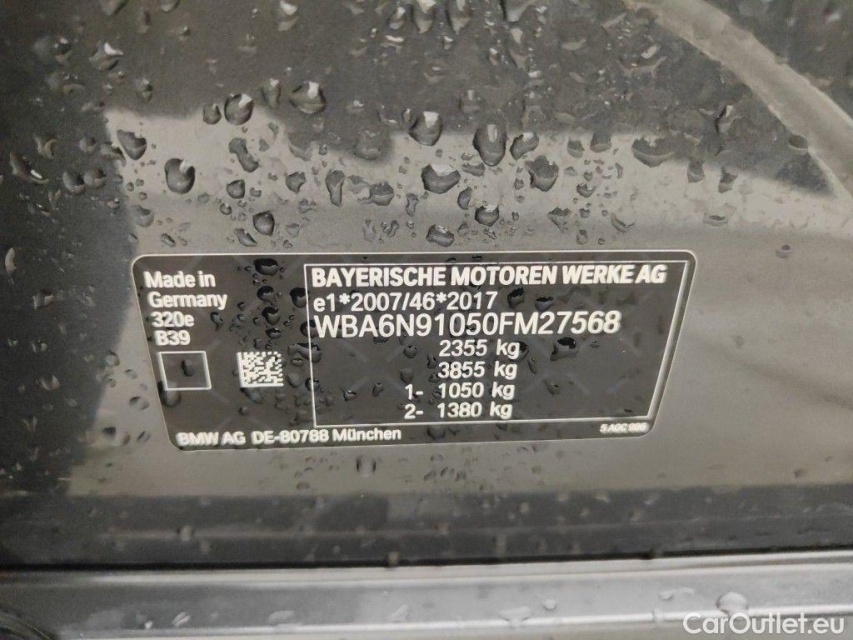 Made in
Germany
320e
B39
BAYERISCHE MOTOREN WERKE AG
e1*2007/46*2017
WBA6N91050FM27568
2355 kg
3855 kg
1- 1050 kg
2- 1380 kg
BMW AG DE-80788 München
CarOutlet.eu